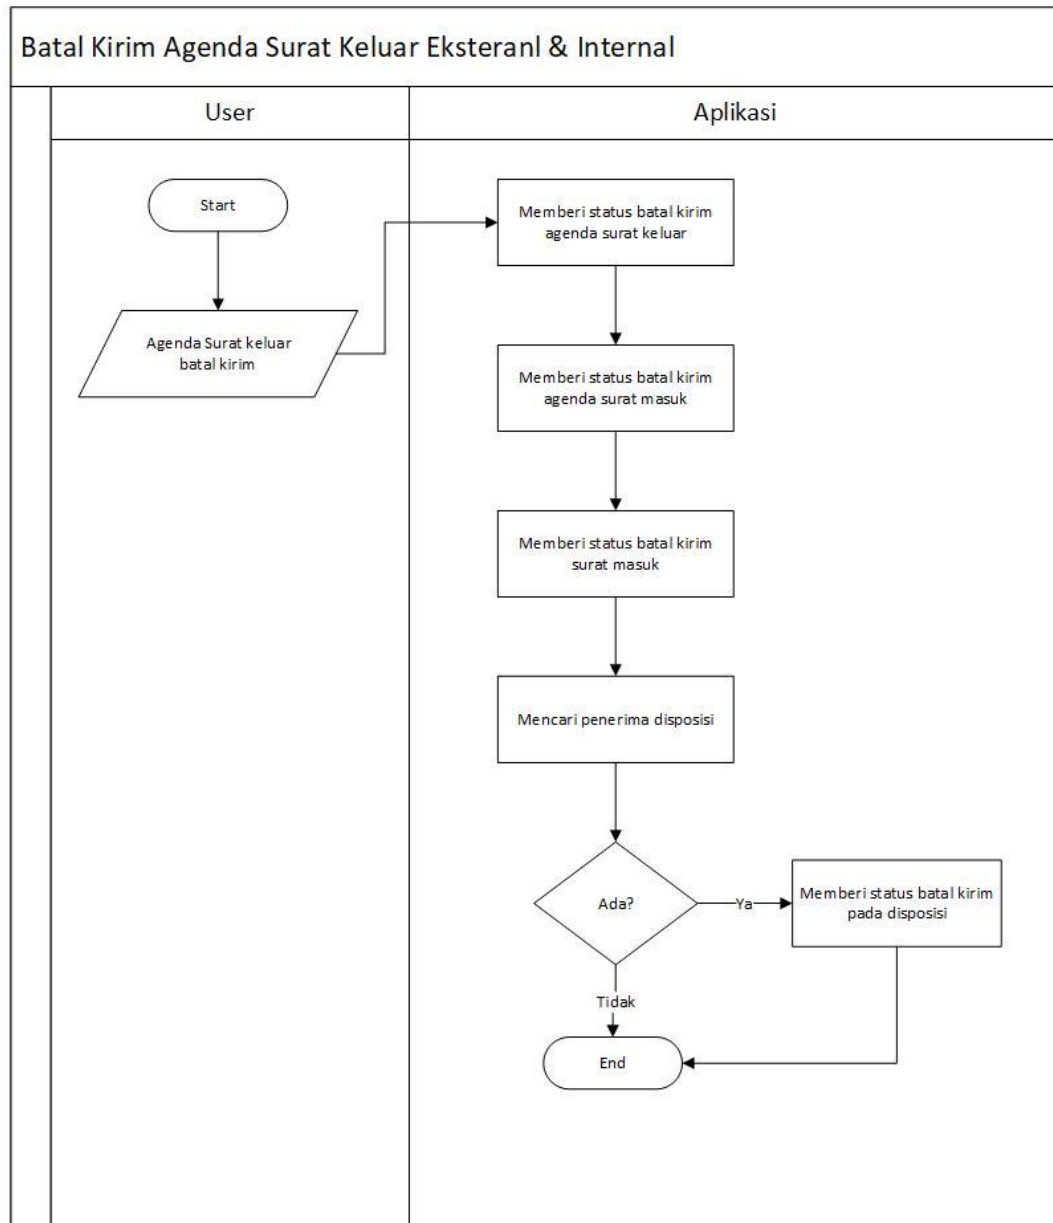 Batal Kirim Agenda Surat Keluar Eksteranl & Internal
User
Aplikasi
Start
Agenda Surat keluar
batal kirim
Memberi status batal kirim
agenda surat keluar
Memberi status batal kirim
agenda surat masuk
Memberi status batal kirim
surat masuk
Mencari penerima disposisi
Ada?
Ya
Memberi status batal kirim
pada disposisi
Tidak
End